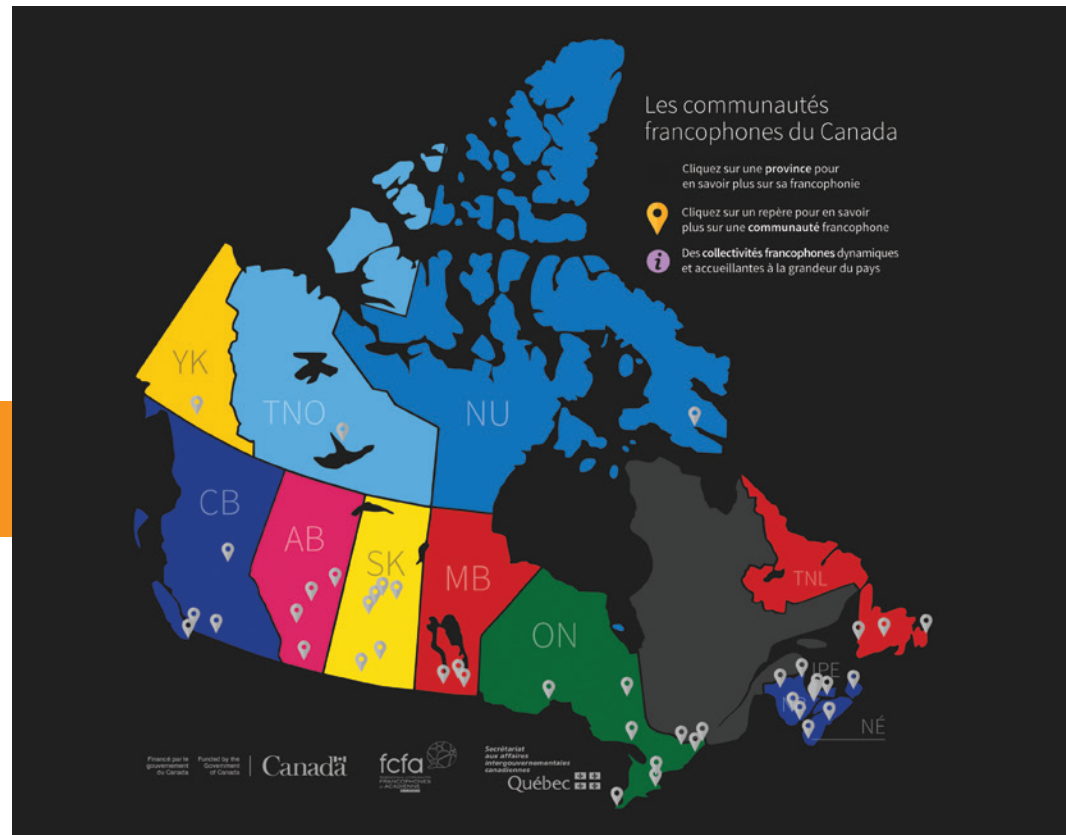 Les communautés
francophones du Canada
Cliquez sur une province pour
en savoir plus sur sa francophonie
Cliquez sur un repère pour en savoir
plus sur une communauté francophone
i
Des collectivités francophones dynamiques
et accueillantes à la grandeur du pays
YK
TNO
NU
CB
AB
SK
MB
ON
TNL
IPE
NÉ
Financé par le
gouvernement
du Canada
Funded by the
Government
of Canada
Canada
fcfa
FRANCOPHONES
ACADIENNE
Secrétariat
aux affaires
intergouvernementales
canadiennes
Québec